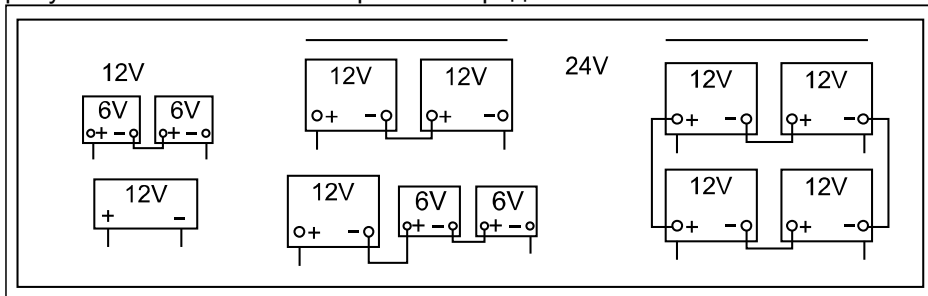 12V
6V 6V
+ − + −
12V
+ −
12V 12V
+ − + −
12V 6V 6V
+ − + − + −
24V
12V 12V
+ − + −
12V 12V
+ − + −